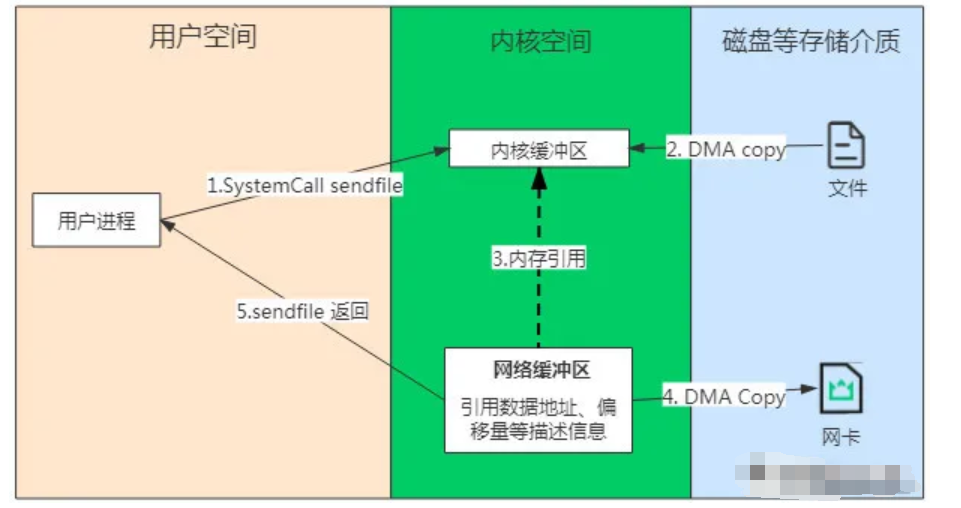 用户空间
内核空间
磁盘等存储介质
内核缓冲区
2. DMA copy
文件
1.SystemCall sendfile
用户进程
3.内存引用
5.sendfile 返回
网络缓冲区
引用数据地址、偏
移量等描述信息
4. DMA Copy
网卡